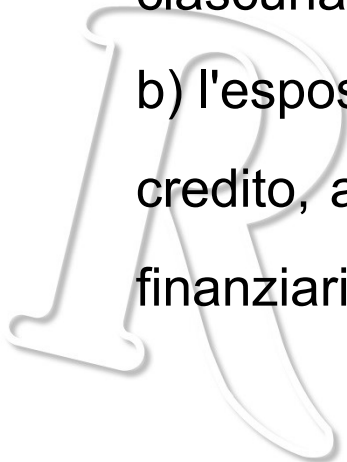 b) l'espos
credito, a
finanziari